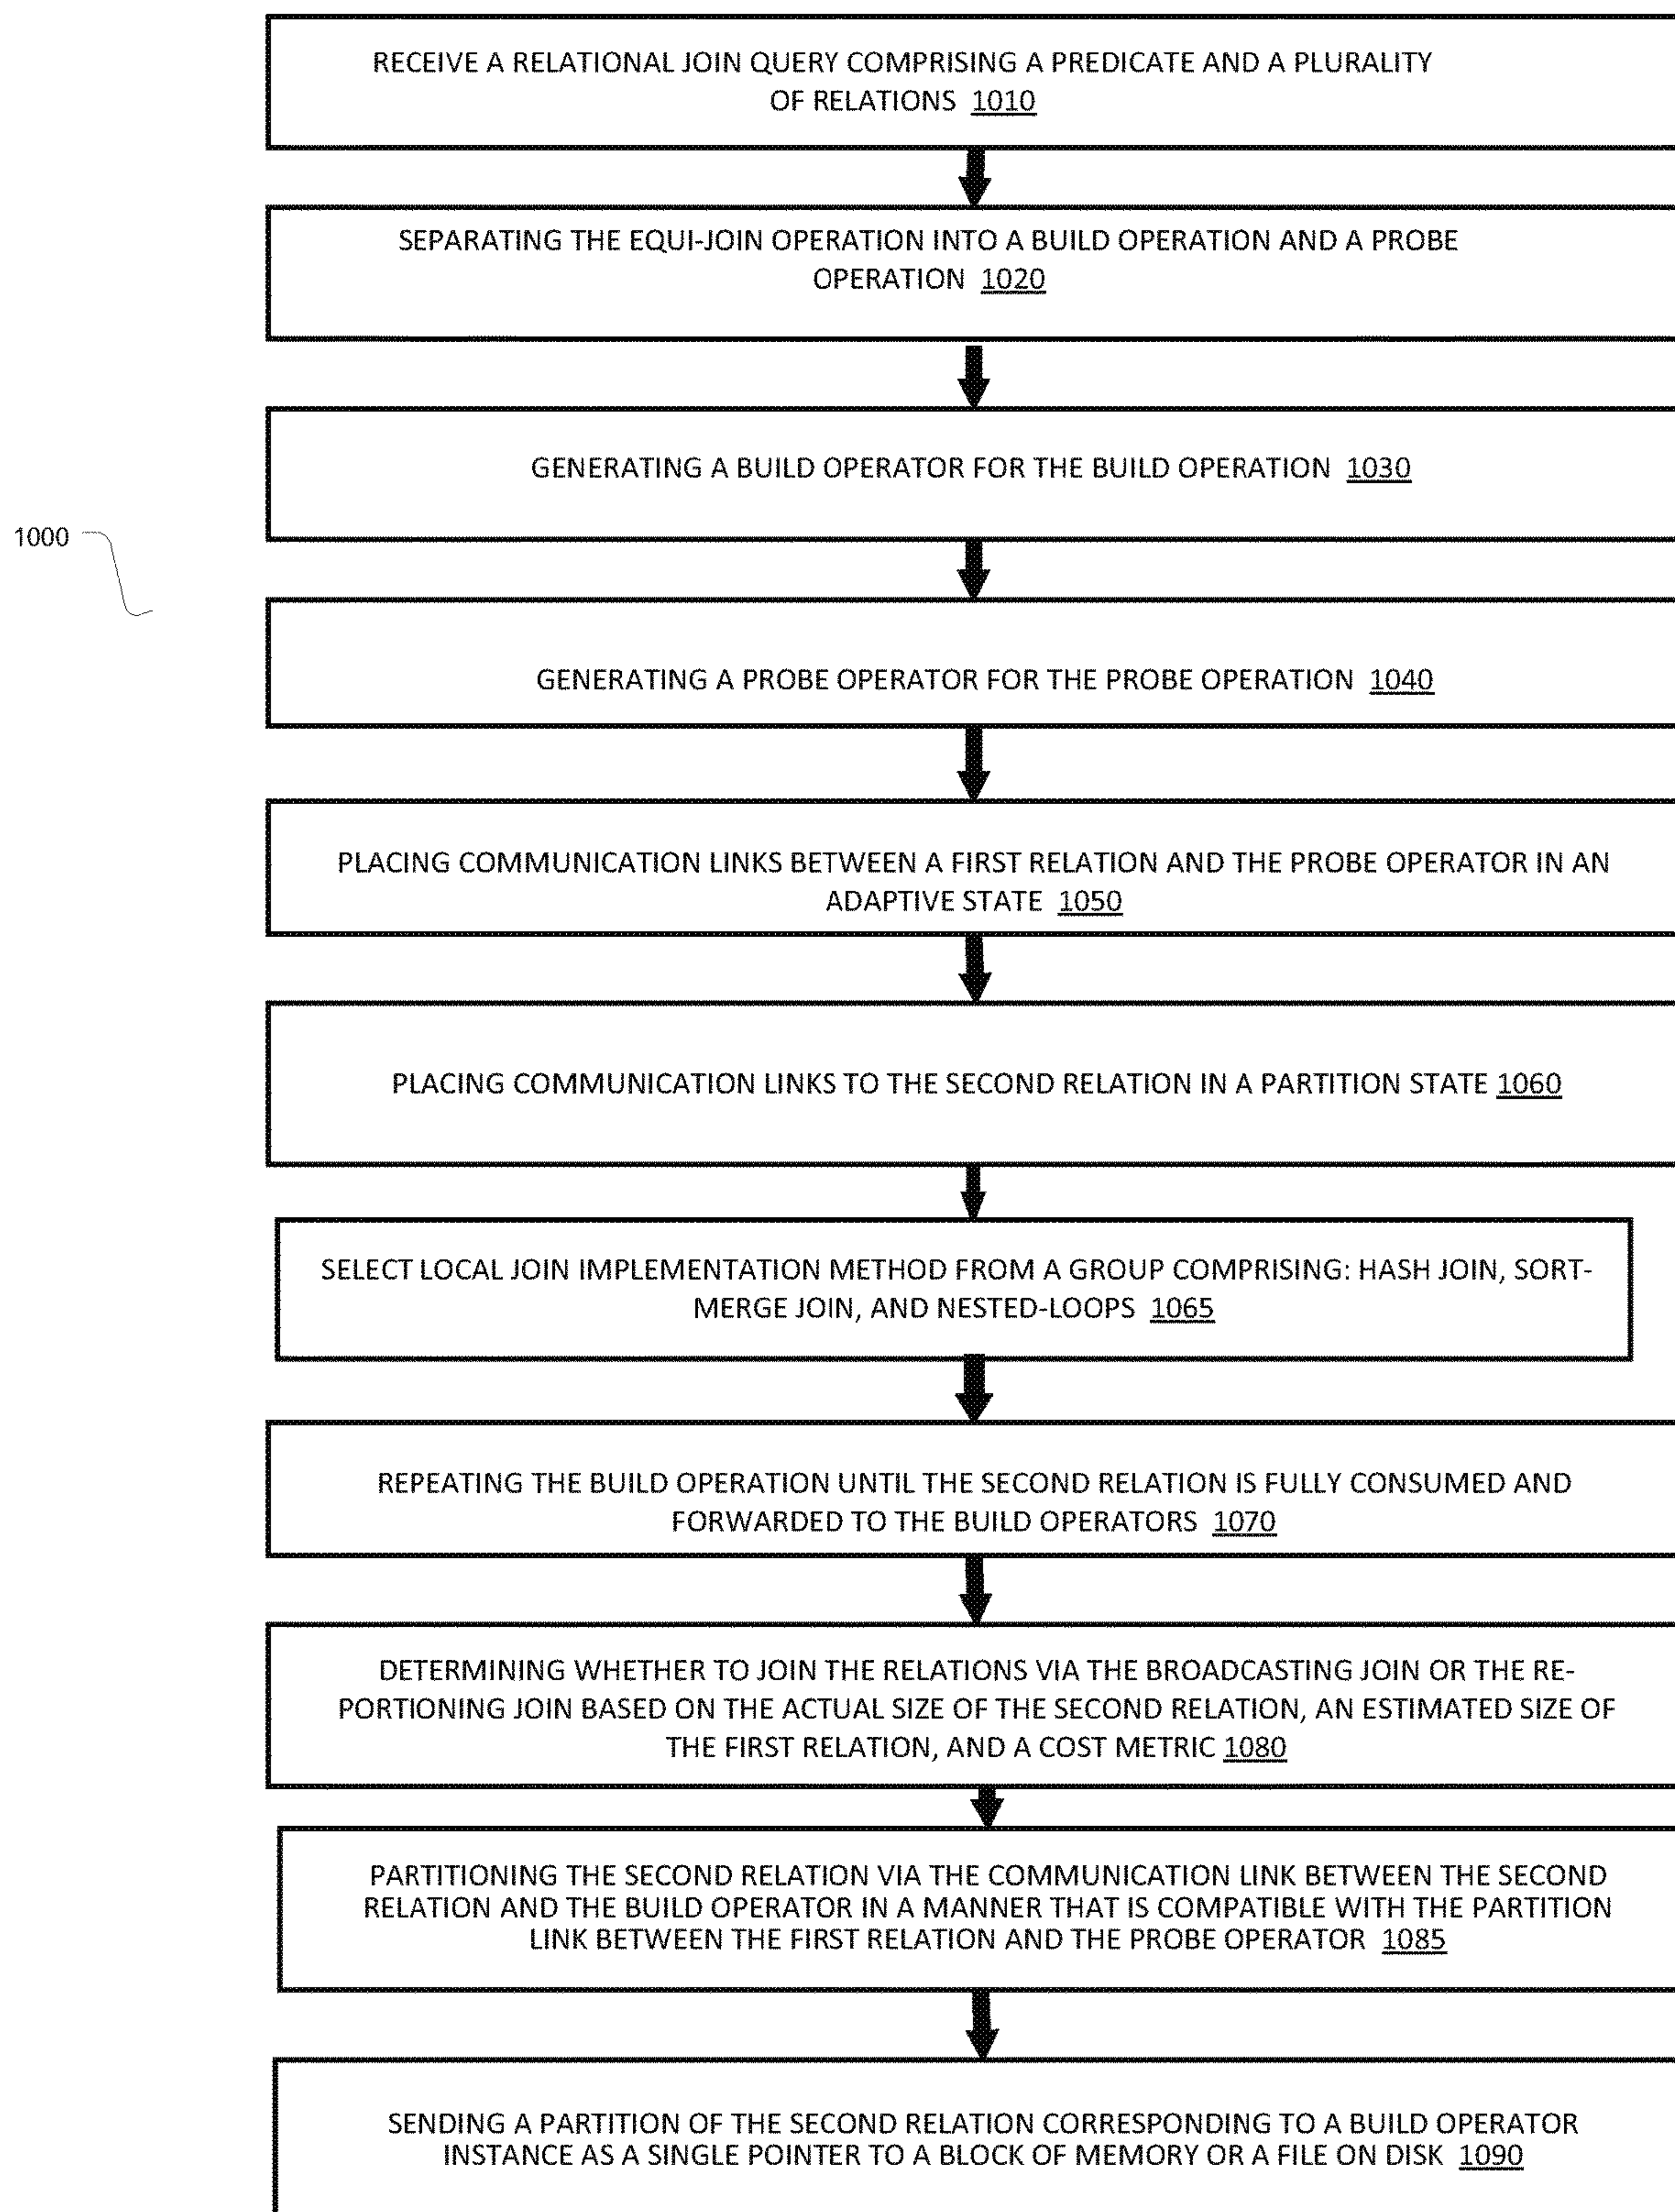 RECEIVE A RELATIONAL JOIN QUERY COMPRISING A PREDICATE AND A PLURALITY
OF RELATIONS 1010
SEPARATING THE EQUI-JOIN OPERATION INTO A BUILD OPERATION AND A PROBE
OPERATION 1020
GENERATING A BUILD OPERATOR FOR THE BUILD OPERATION 1030
1000
GENERATING A PROBE OPERATOR FOR THE PROBE OPERATION 1040
PLACING COMMUNICATION LINKS BETWEEN A FIRST RELATION AND THE PROBE OPERATOR IN AN
ADAPTIVE STATE 1050
PLACING COMMUNICATION LINKS TO THE SECOND RELATION IN A PARTITION STATE 1060
SELECT LOCAL JOIN IMPLEMENTATION METHOD FROM A GROUP COMPRISING: HASH JOIN, SORT-
MERGE JOIN, AND NESTED-LOOPS 1065
REPEATING THE BUILD OPERATION UNTIL THE SECOND RELATION IS FULLY CONSUMED AND
FORWARDED TO THE BUILD OPERATORS 1070
DETERMINING WHETHER TO JOIN THE RELATIONS VIA THE BROADCASTING JOIN OR THE RE-
PORTIONING JOIN BASED ON THE ACTUAL SIZE OF THE SECOND RELATION, AN ESTIMATED SIZE OF
THE FIRST RELATION, AND A COST METRIC 1080
PARTITIONING THE SECOND RELATION VIA THE COMMUNICATION LINK BETWEEN THE SECOND
RELATION AND THE BUILD OPERATOR IN A MANNER THAT IS COMPATIBLE WITH THE PARTITION
LINK BETWEEN THE FIRST RELATION AND THE PROBE OPERATOR 1085
SENDING A PARTITION OF THE SECOND RELATION CORRESPONDING TO A BUILD OPERATOR
INSTANCE AS A SINGLE POINTER TO A BLOCK OF MEMORY OR A FILE ON DISK 1090